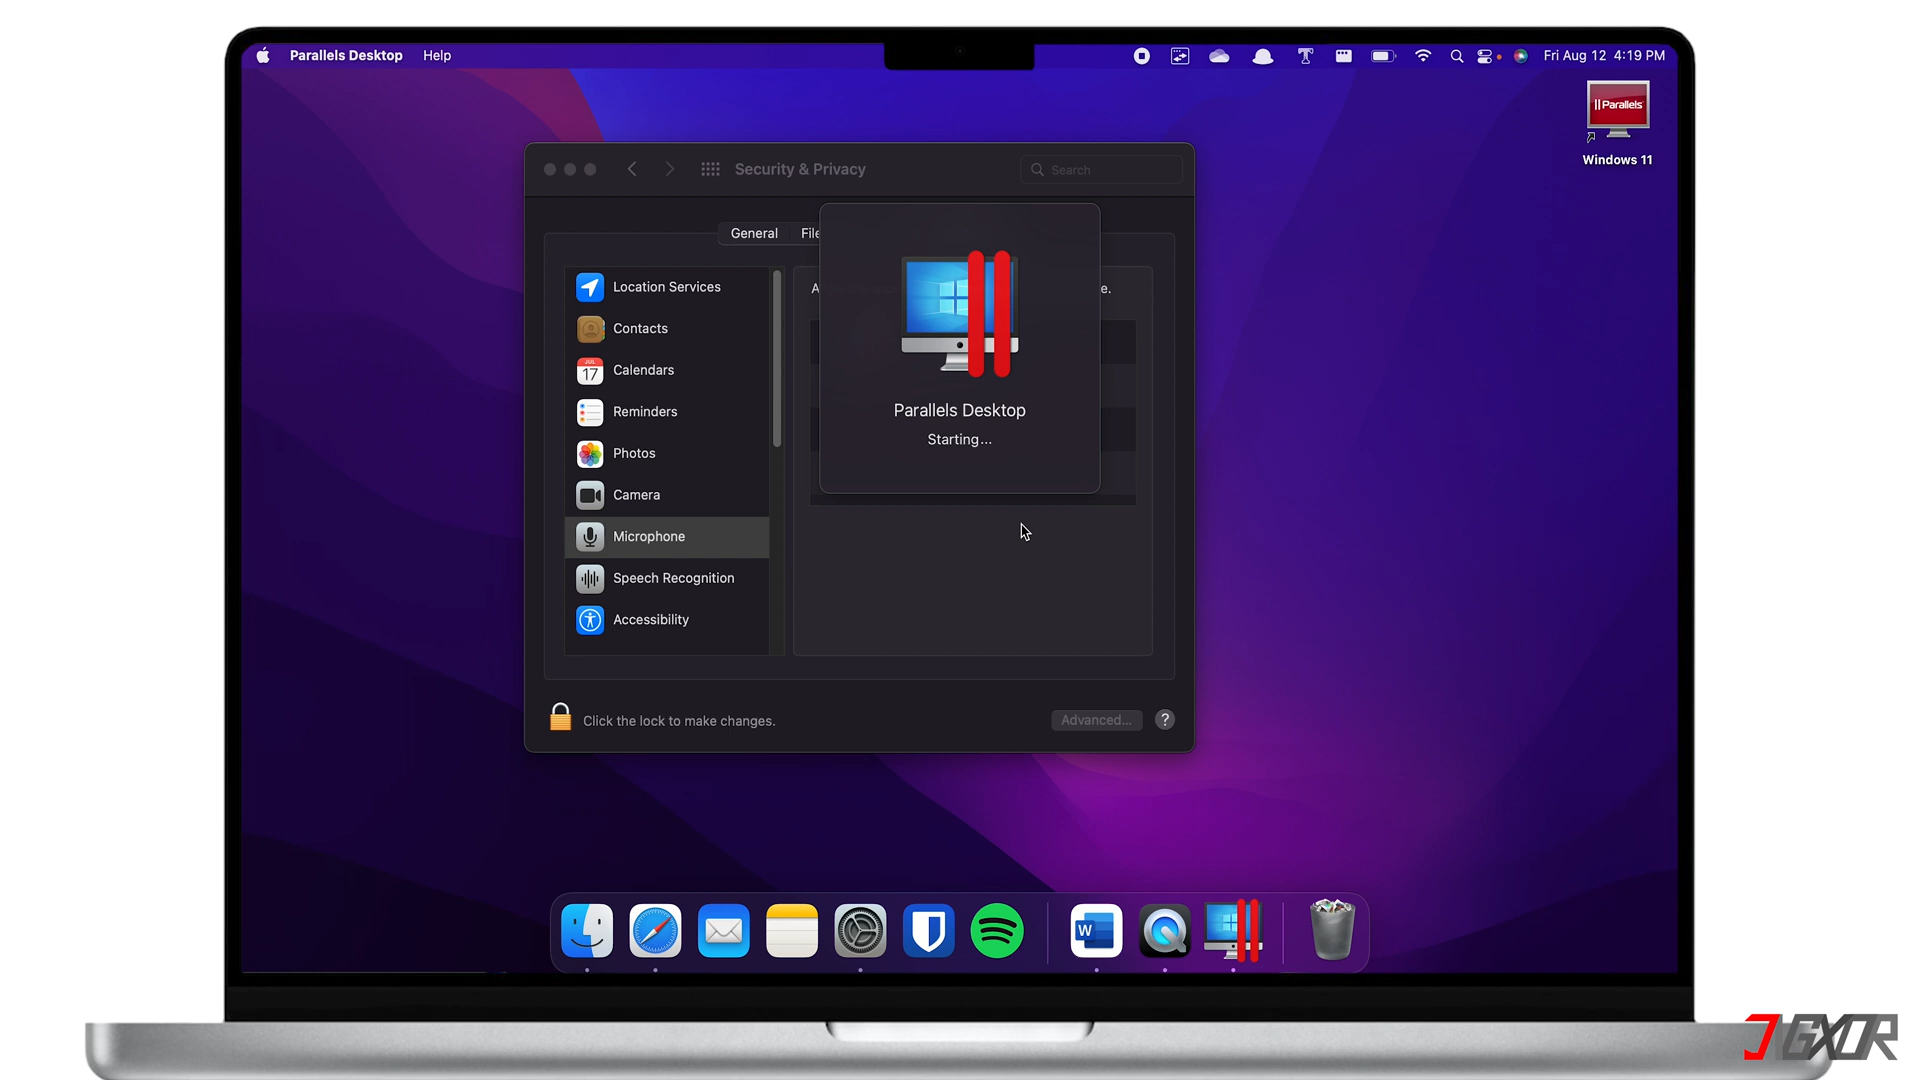 Parallels Desktop Help
Fri Aug 12 4:19 PM
Parallels
Windows 11
Security & Privacy
Search
General File
A e.
Location Services
Contacts
JUL
17
Calendars
Reminders
Photos
Camera
Microphone
Speech Recognition
Accessibility
Parallels Desktop
Starting...
Click the lock to make changes.
Advanced... ?
W
JGXOR